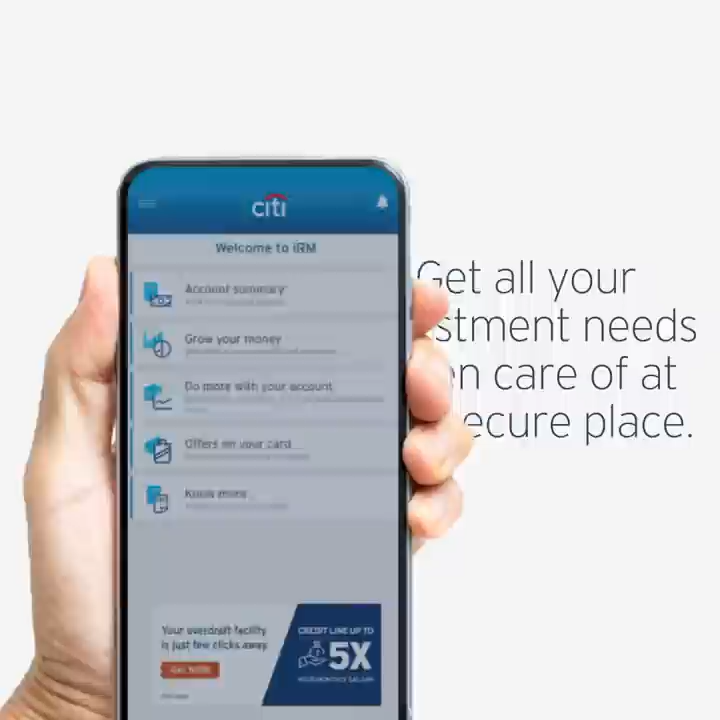 citi
Welcome to iRM
Account summary
Grow your money
Do more with your account
Offers on your card
Know more
Get all your
stment needs
en care of at
ecure place.
Your overdraft facility
is just few clicks away
CREDIT LINE UP TO
5X